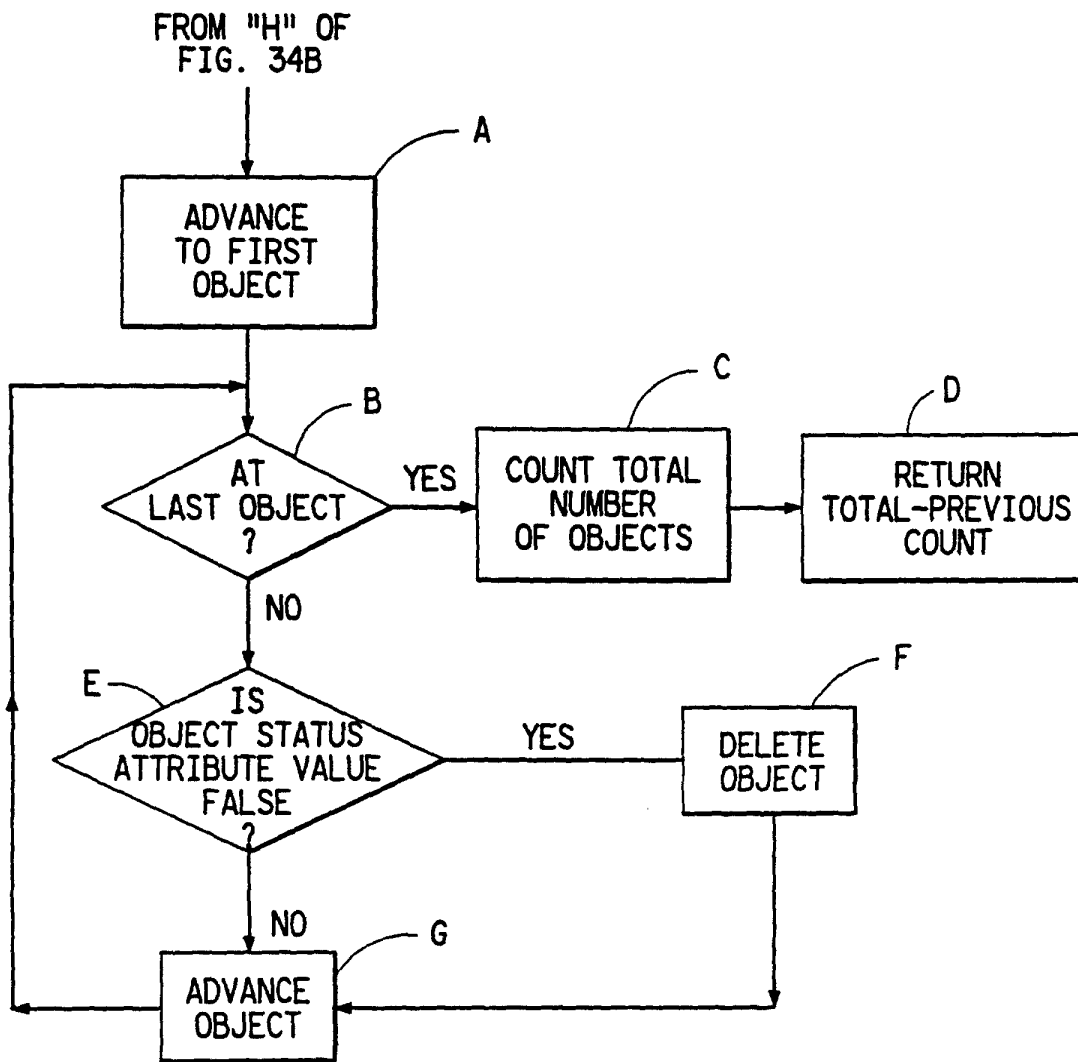 FROM "H" OF
FIG. 34B
A
ADVANCE
TO FIRST
OBJECT
B
AT
LAST OBJECT
?
YES
C
COUNT TOTAL
NUMBER
OF OBJECTS
D
RETURN
TOTAL-PREVIOUS
COUNT
NO
E
IS
OBJECT STATUS
ATTRIBUTE VALUE
FALSE
?
YES
F
DELETE
OBJECT
NO
G
ADVANCE
OBJECT